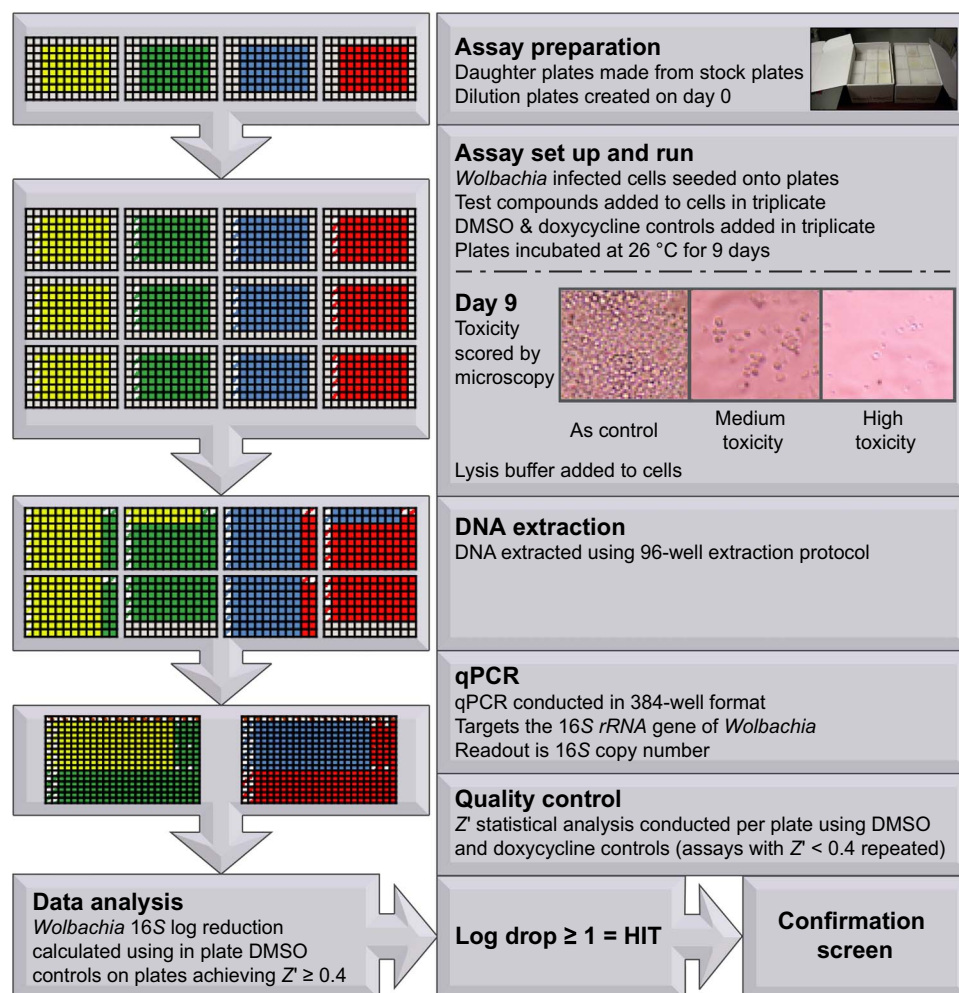 Assay preparation
Daughter plates made from stock plates
Dilution plates created on day 0
Assay set up and run
Wolbachia infected cells seeded onto plates
Test compounds added to cells in triplicate
DMSO & doxycycline controls added in triplicate
Plates incubated at 26 °C for 9 days
Day 9
Toxicity
scored by
microscopy
As control
Medium
toxicity
High
toxicity
Lysis buffer added to cells
DNA extraction
DNA extracted using 96-well extraction protocol
qPCR
qPCR conducted in 384-well format
Targets the 16S rRNA gene of Wolbachia
Readout is 16S copy number
Quality control
Z' statistical analysis conducted per plate using DMSO
and doxycycline controls (assays with Z' < 0.4 repeated)
Data analysis
Wolbachia 16S log reduction
calculated using in plate DMSO
controls on plates achieving Z' ≥ 0.4
Log drop ≥ 1 = HIT
Confirmation
screen